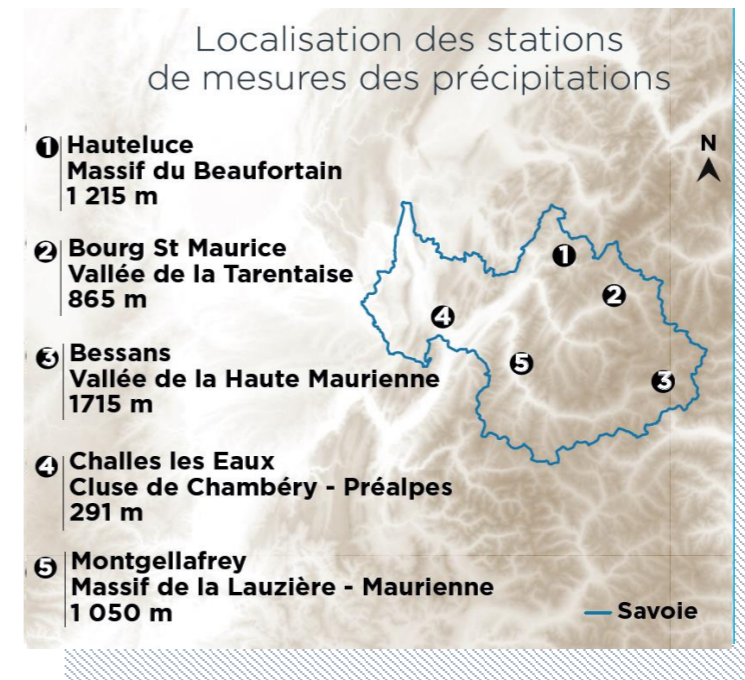 Localisation des stations
de mesures des précipitations
N
1 Hauteluce
Massif du Beaufortain
1 215 m
2 Bourg St Maurice
Vallée de la Tarentaise
865 m
3 Bessans
Vallée de la Haute Maurienne
1715 m
4 Challes les Eaux
Cluse de Chambéry - Préalpes
291 m
5 Montgellafrey
Massif de la Lauzière - Maurienne
1 050 m
1
2
4
5
3
Savoie